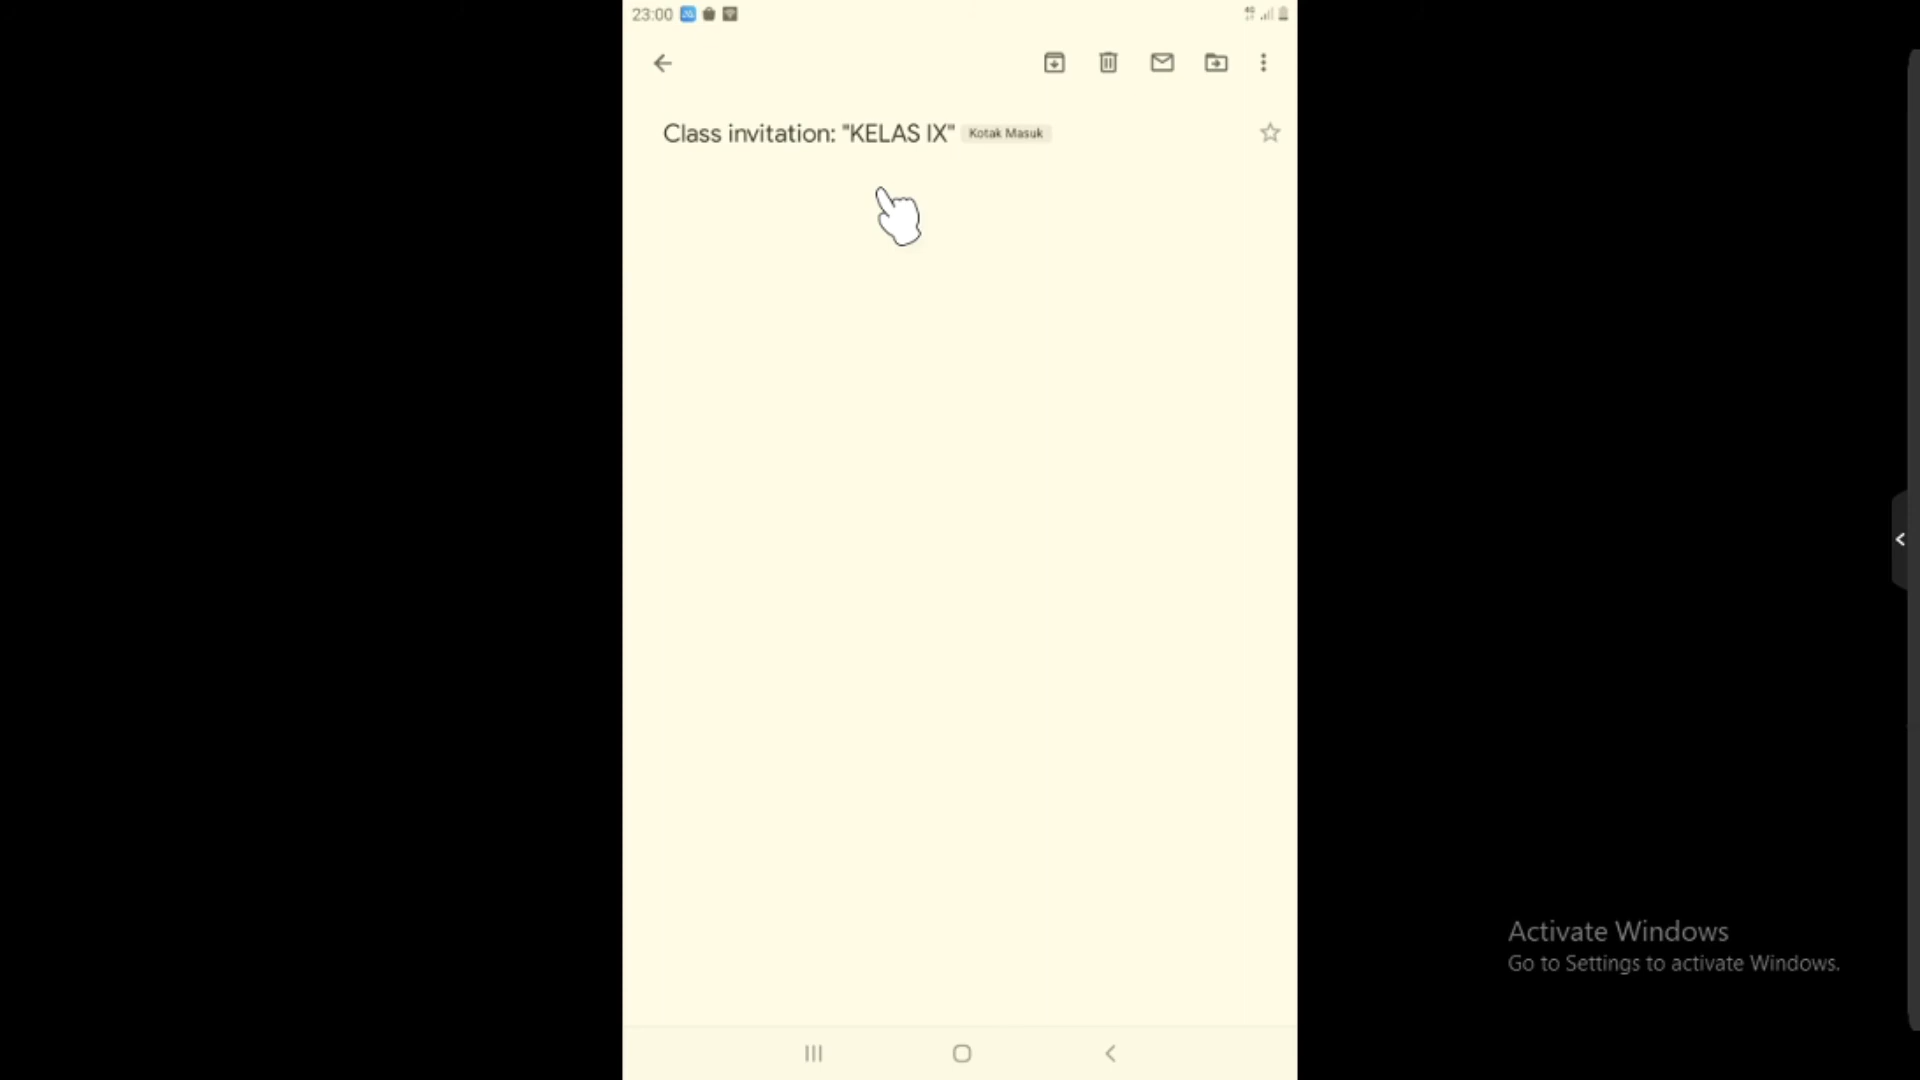 23:00
Class invitation: "KELAS IX" Kotak Masuk
Activate Windows
Go to Settings to activate Windows.